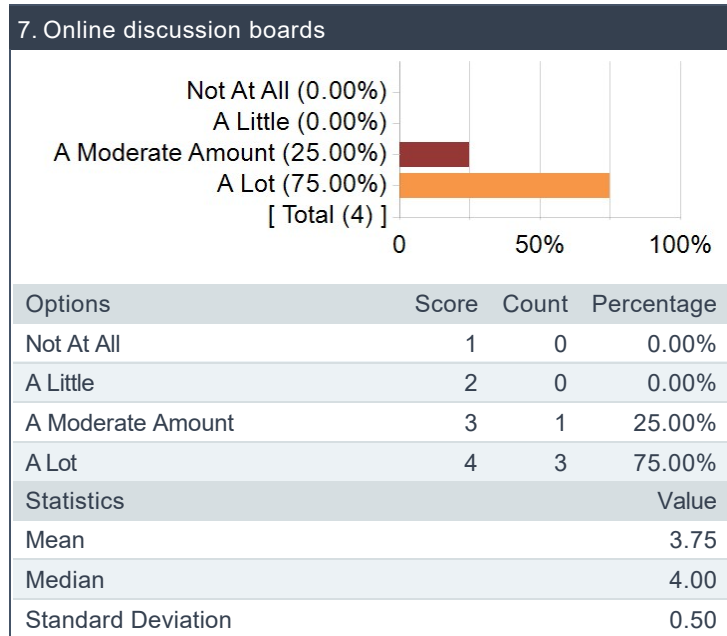 7. Online discussion boards
Not At All (0.00%)
A Little (0.00%)
A Moderate Amount (25.00%)
A Lot (75.00%)
[ Total (4) ]
0 50% 100%
Options Score Count Percentage
Not At All 1 0 0.00%
A Little 2 0 0.00%
A Moderate Amount 3 1 25.00%
A Lot 4 3 75.00%
Statistics Value
Mean 3.75
Median 4.00
Standard Deviation 0.50